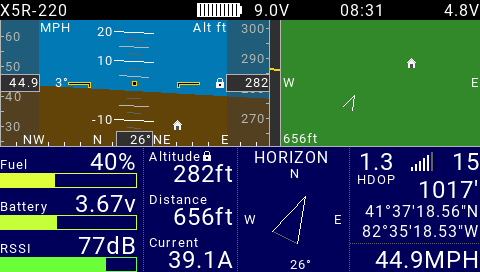 X5R-220 9.0V 08:31 4.8V
MPH Alt ft
60 20 300
50 10 290
44.9 3° 282 W E
40 270
30 -10 260
NW N 26° NE E 656ft
Fuel 40% Altitude 282ft HORIZON 1.3 HDOP 15
N
1017'
Battery 3.67v Distance 656ft W E 41°37'18.56"N
82°35'18.53"W
RSSI 77dB Current 39.1A 26° 44.9MPH